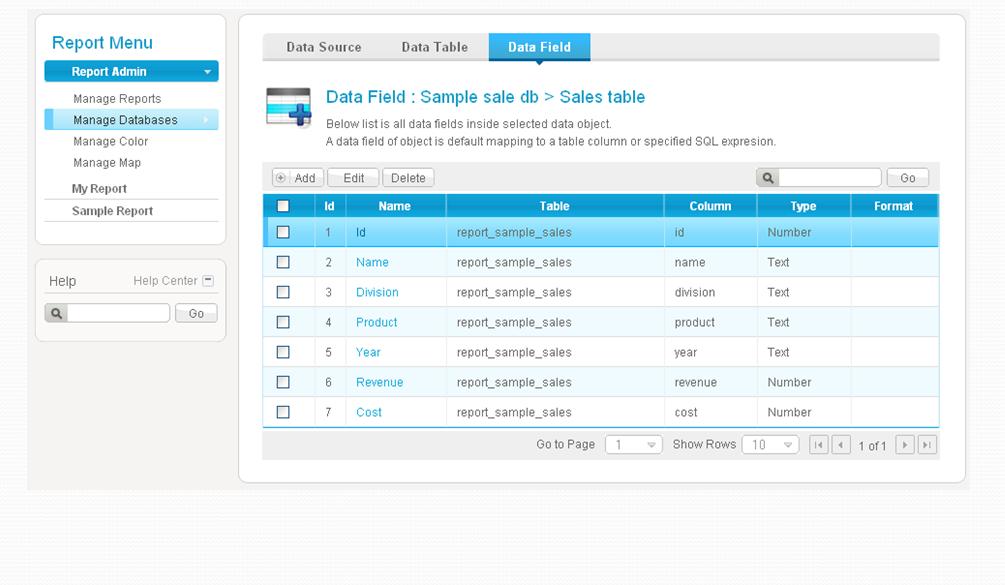 Report Menu
Report Admin
Manage Reports
Manage Databases
Manage Color
Manage Map
My Report
Sample Report
Help
Help Center
Go
Data Source
Data Table
Data Field
Data Field : Sample sale db > Sales table
Below list is all data fields inside selected data object.
A data field of object is default mapping to a table column or specified SQL expresion.
Add Edit Delete Go
Id Name Table Column Type Format
1 Id report_sample_sales id Number
2 Name report_sample_sales name Text
3 Division report_sample_sales division Text
4 Product report_sample_sales product Text
5 Year report_sample_sales year Text
6 Revenue report_sample_sales revenue Number
7 Cost report_sample_sales cost Number
Go to Page 1 Show Rows 10 1 of 1